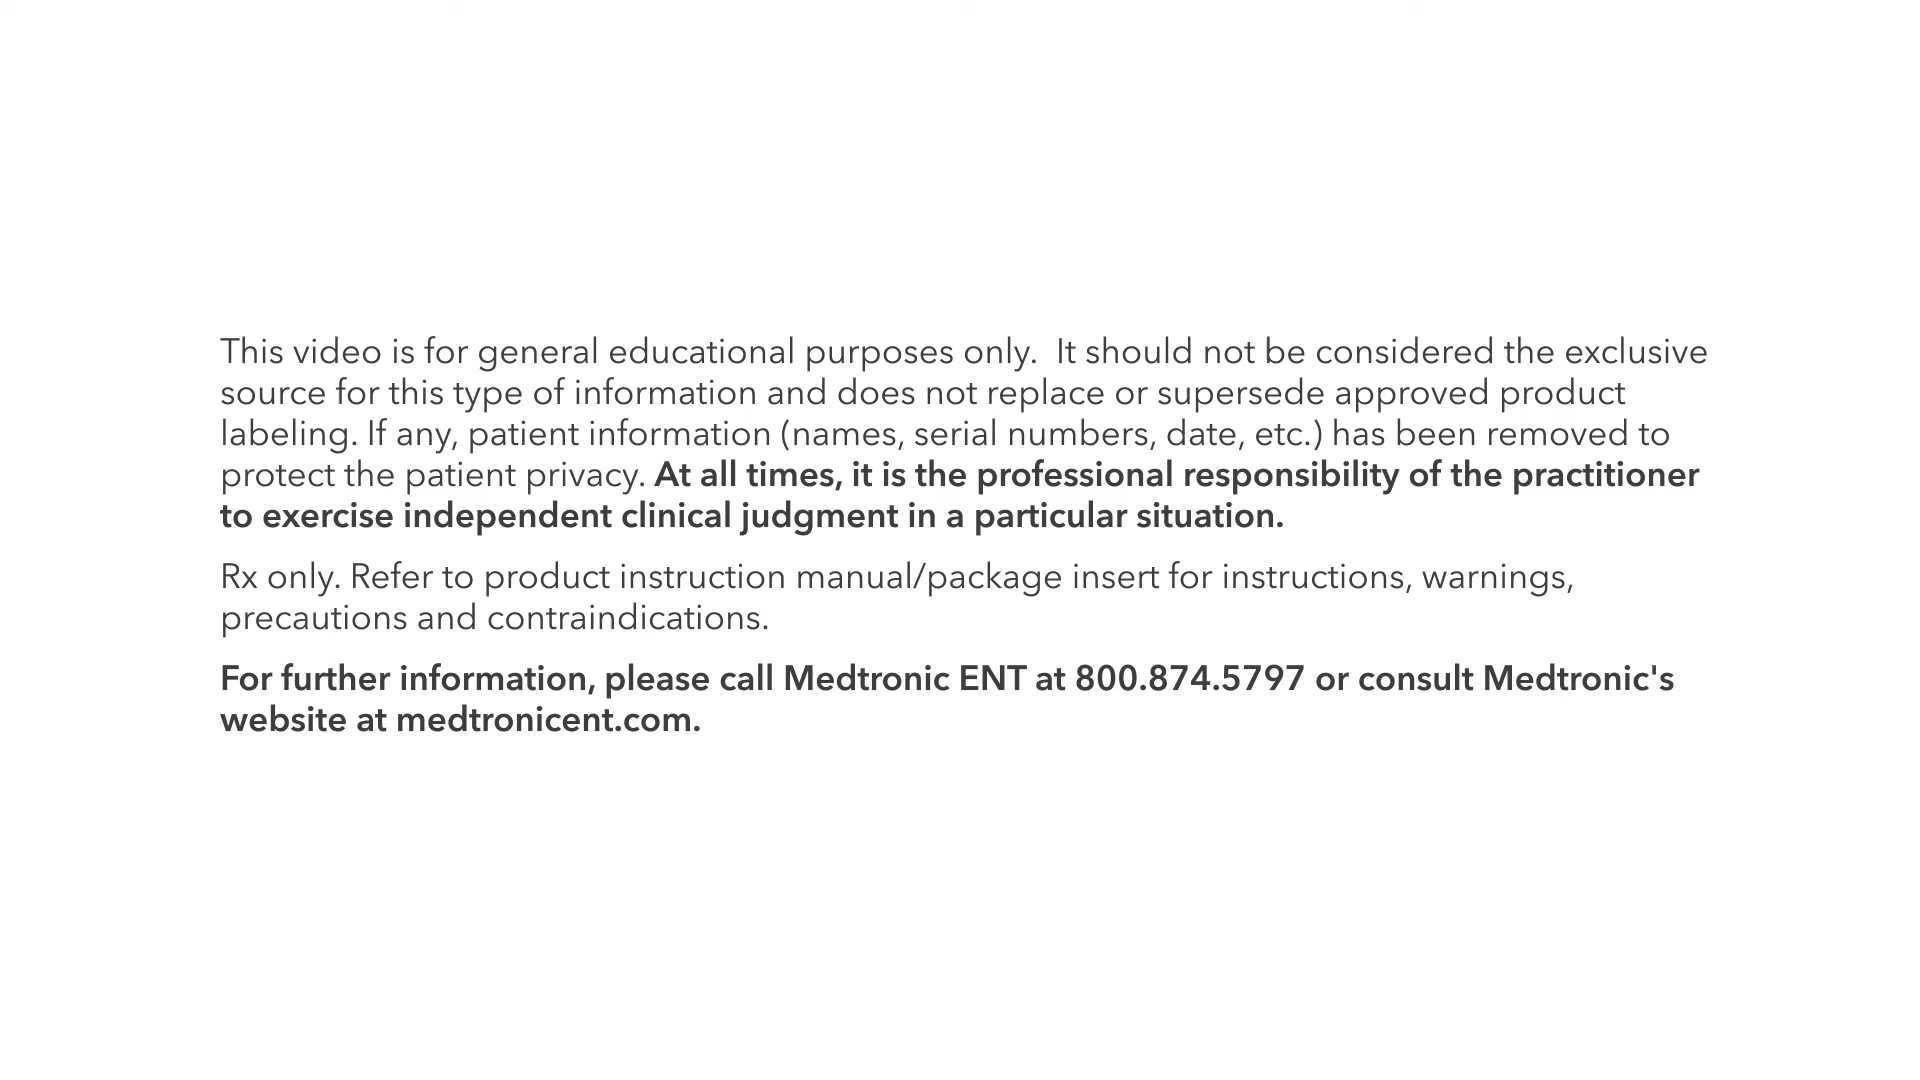 This video is for general educational purposes only.  It should not be considered the exclusive
source for this type of information and does not replace or supersede approved product
labeling. If any, patient information (names, serial numbers, date, etc.) has been removed to
protect the patient privacy. At all times, it is the professional responsibility of the practitioner
to exercise independent clinical judgment in a particular situation.
Rx only. Refer to product instruction manual/package insert for instructions, warnings,
precautions and contraindications.
For further information, please call Medtronic ENT at 800.874.5797 or consult Medtronic's
website at medtronicent.com.